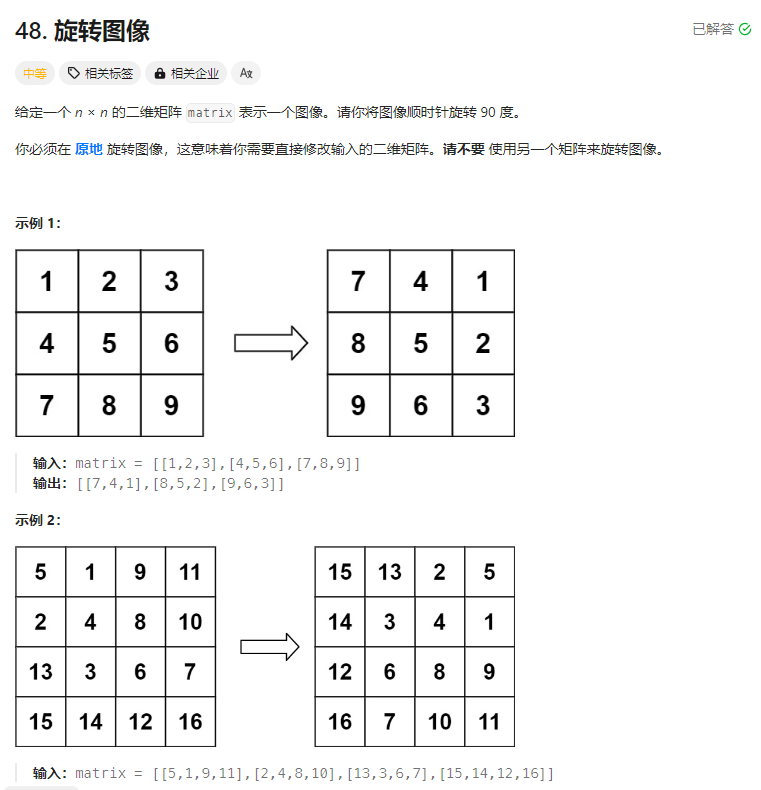 48. 旋转图像
已解答
中等 相关标签 相关企业 Ax
给定一个 n × n 的二维矩阵 matrix 表示一个图像。请你将图像顺时针旋转 90 度。
你必须在 原地 旋转图像，这意味着你需要直接修改输入的二维矩阵。请不要 使用另一个矩阵来旋转图像。
示例 1：
1 2 3 7 4 1
4 5 6 8 5 2
7 8 9 9 6 3
输入：matrix = [[1,2,3],[4,5,6],[7,8,9]]
输出：[[7,4,1],[8,5,2],[9,6,3]]
示例 2：
5 1 9 11 15 13 2 5
2 4 8 10 14 3 4 1
13 3 6 7 12 6 8 9
15 14 12 16 16 7 10 11
输入：matrix = [[5,1,9,11],[2,4,8,10],[13,3,6,7],[15,14,12,16]]